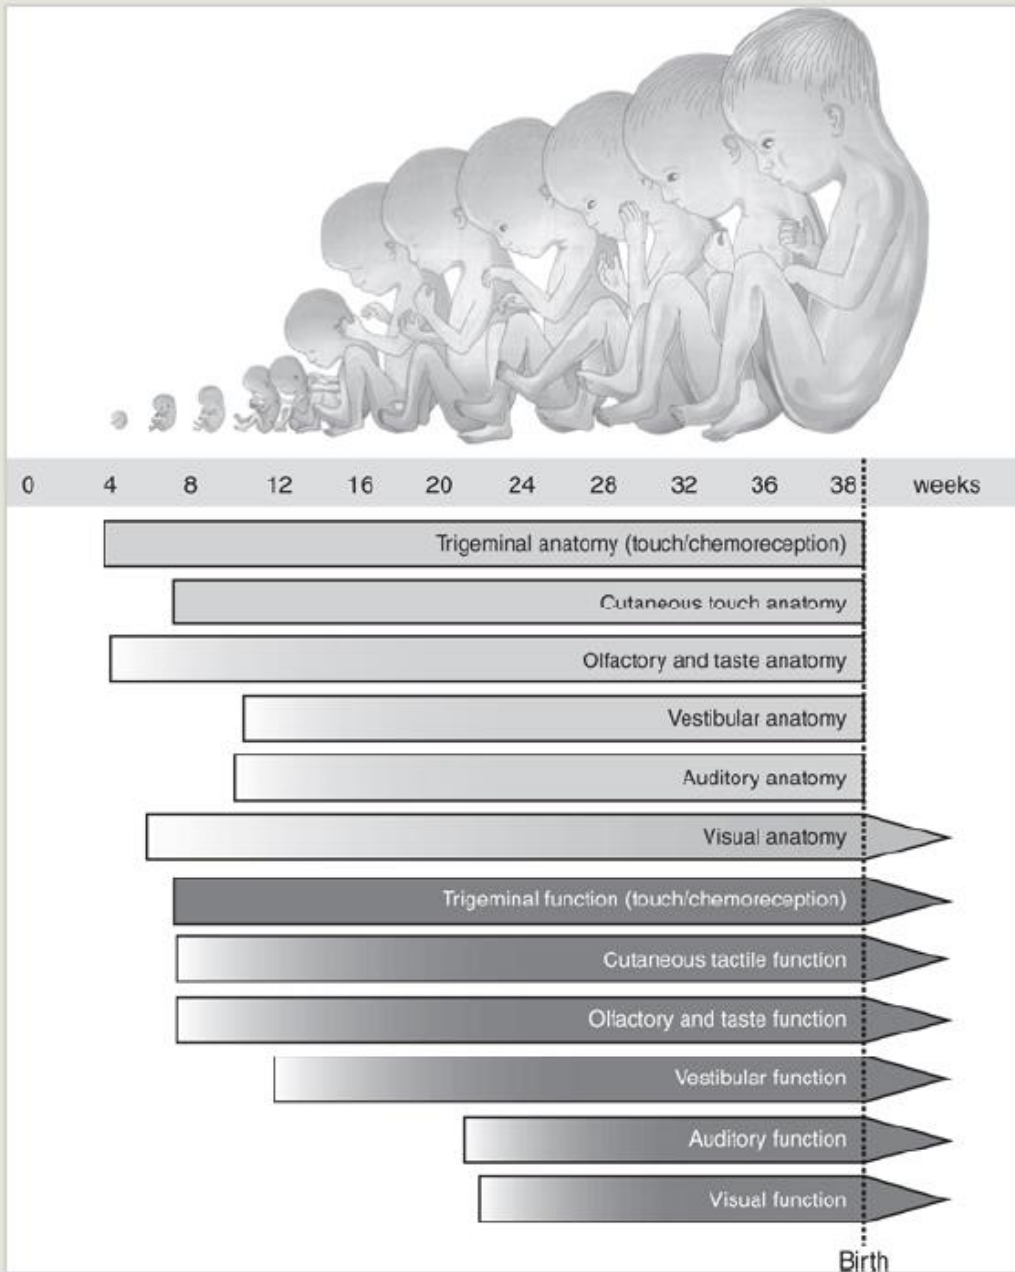 0 4 8 12 16 20 24 28 32 36 38 weeks
Trigeminal anatomy (touch/chemoreception)
Cutaneous touch anatomy
Olfactory and taste anatomy
Vestibular anatomy
Auditory anatomy
Visual anatomy
Trigeminal function (touch/chemoreception)
Cutaneous tactile function
Olfactory and taste function
Vestibular function
Auditory function
Visual function
Birth